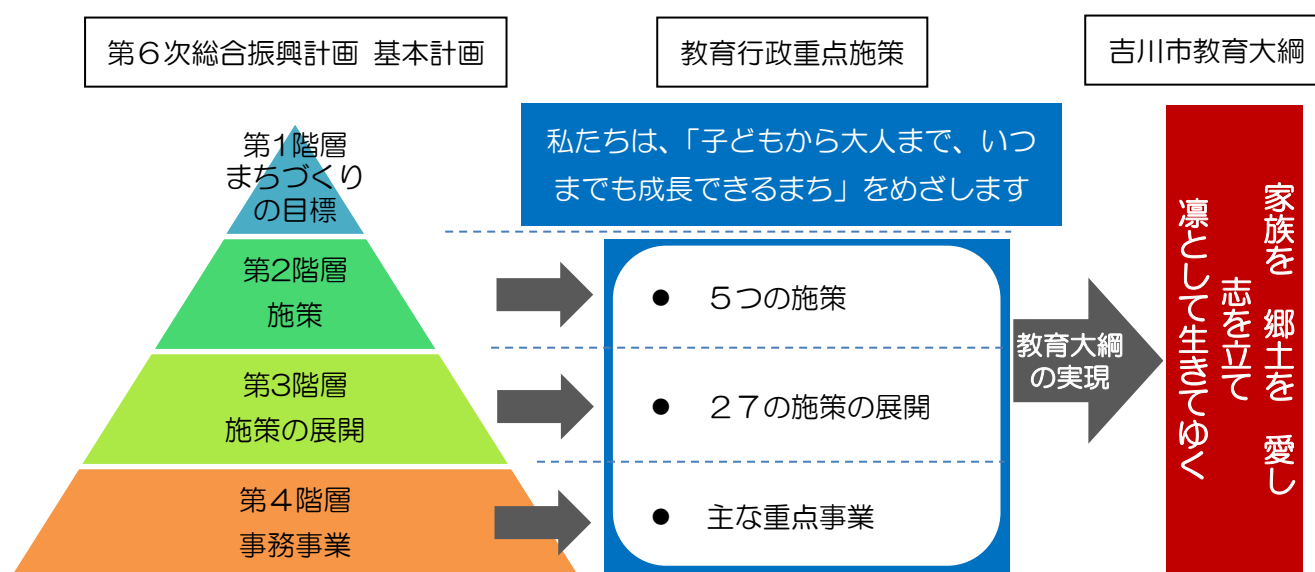 第６次総合振興計画 基本計画
教育行政重点施策
吉川市教育大綱
第1階層
まちづくり
の目標
第2階層
施策
第3階層
施策の展開
第４階層
事務事業
私たちは、「子どもから大人まで、いつ
までも成長できるまち」をめざします
● ５つの施策
● ２７の施策の展開
● 主な重点事業
教育大綱
の実現
家族を 郷土を 愛し
志を立て
凛として生きてゆく